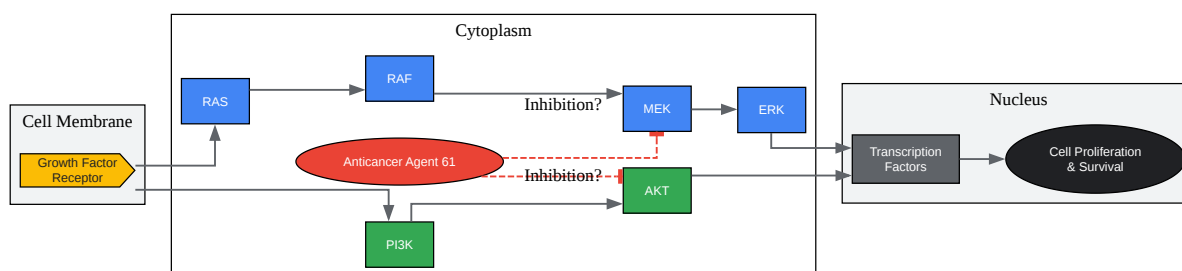 Cytoplasm
Nucleus
Cell Membrane
Growth Factor
Receptor
RAS
RAF
Inhibition?
MEK
ERK
Anticancer Agent 61
Inhibition?
AKT
PI3K
Transcription
Factors
Cell Proliferation
& Survival